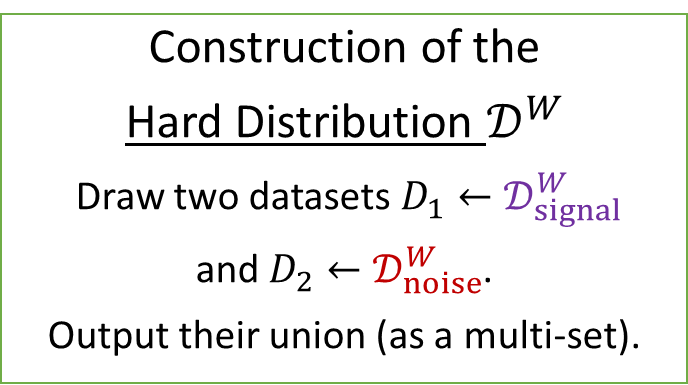 Construction of the
Hard Distribution 𝒟^W
Draw two datasets D₁ ← 𝒟^W_signal
and D₂ ← 𝒟^W_noise.
Output their union (as a multi-set).